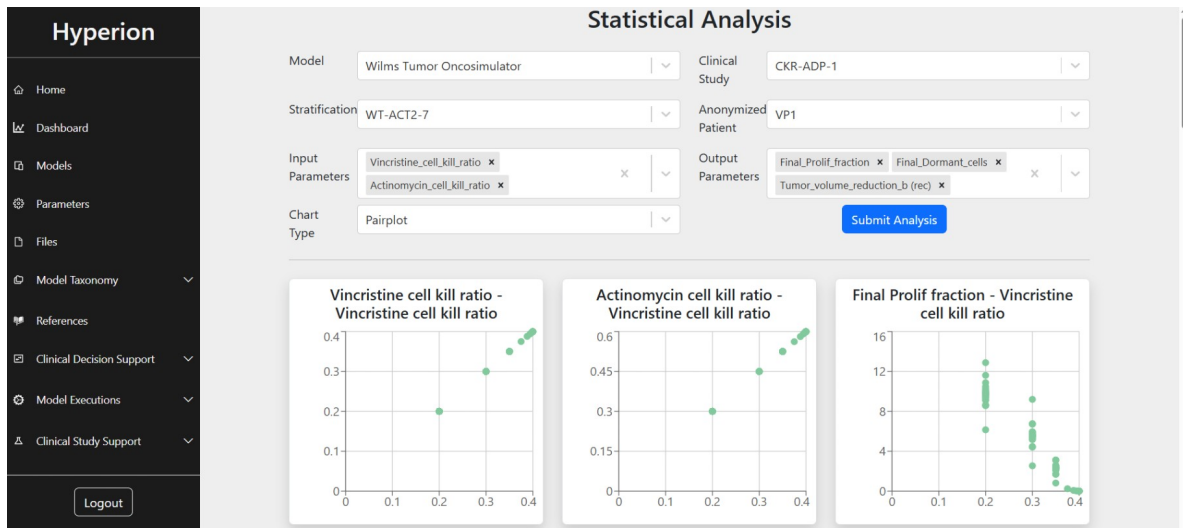 Hyperion
Home
Dashboard
Models
Parameters
Files
Model Taxonomy
References
Clinical Decision Support
Model Executions
Clinical Study Support
Logout
Statistical Analysis
Model
Wilms Tumor Oncosimulator
Clinical
Study
CKR-ADP-1
Stratification
WT-ACT2-7
Anonymized
Patient
VP1
Input
Parameters
Vincristine_cell_kill_ratio ×
Actinomycin_cell_kill_ratio ×
×
Output
Parameters
Final_Prolif_fraction × Final_Dormant_cells ×
Tumor_volume_reduction_b (rec) ×
×
Chart
Type
Pairplot
Submit Analysis
Vincristine cell kill ratio -
Vincristine cell kill ratio
0.4
0.3
0.2
0.1
0
0 0.1 0.2 0.3 0.4
Actinomycin cell kill ratio -
Vincristine cell kill ratio
0.6
0.45
0.3
0.15
0
0 0.1 0.2 0.3 0.4
Final Prolif fraction - Vincristine
cell kill ratio
16
12
8
4
0
0 0.1 0.2 0.3 0.4